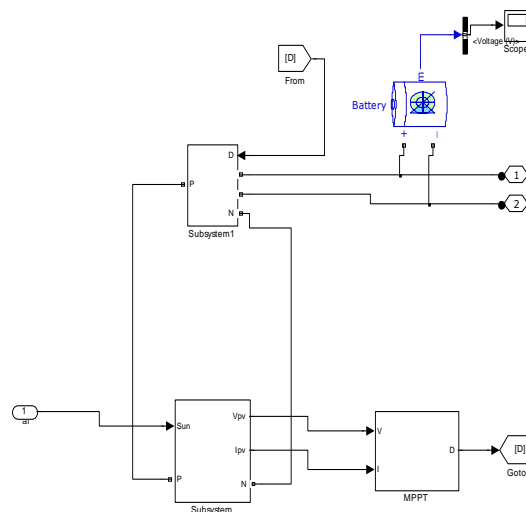 <Voltage (V)>
Scope
[D]
From
m
Battery
+
D
P
1
2
N
Subsystem1
1
Sun
Vpv
V
Ipv
I
D
[D]
P
N
Subsystem
MPPT
Goto